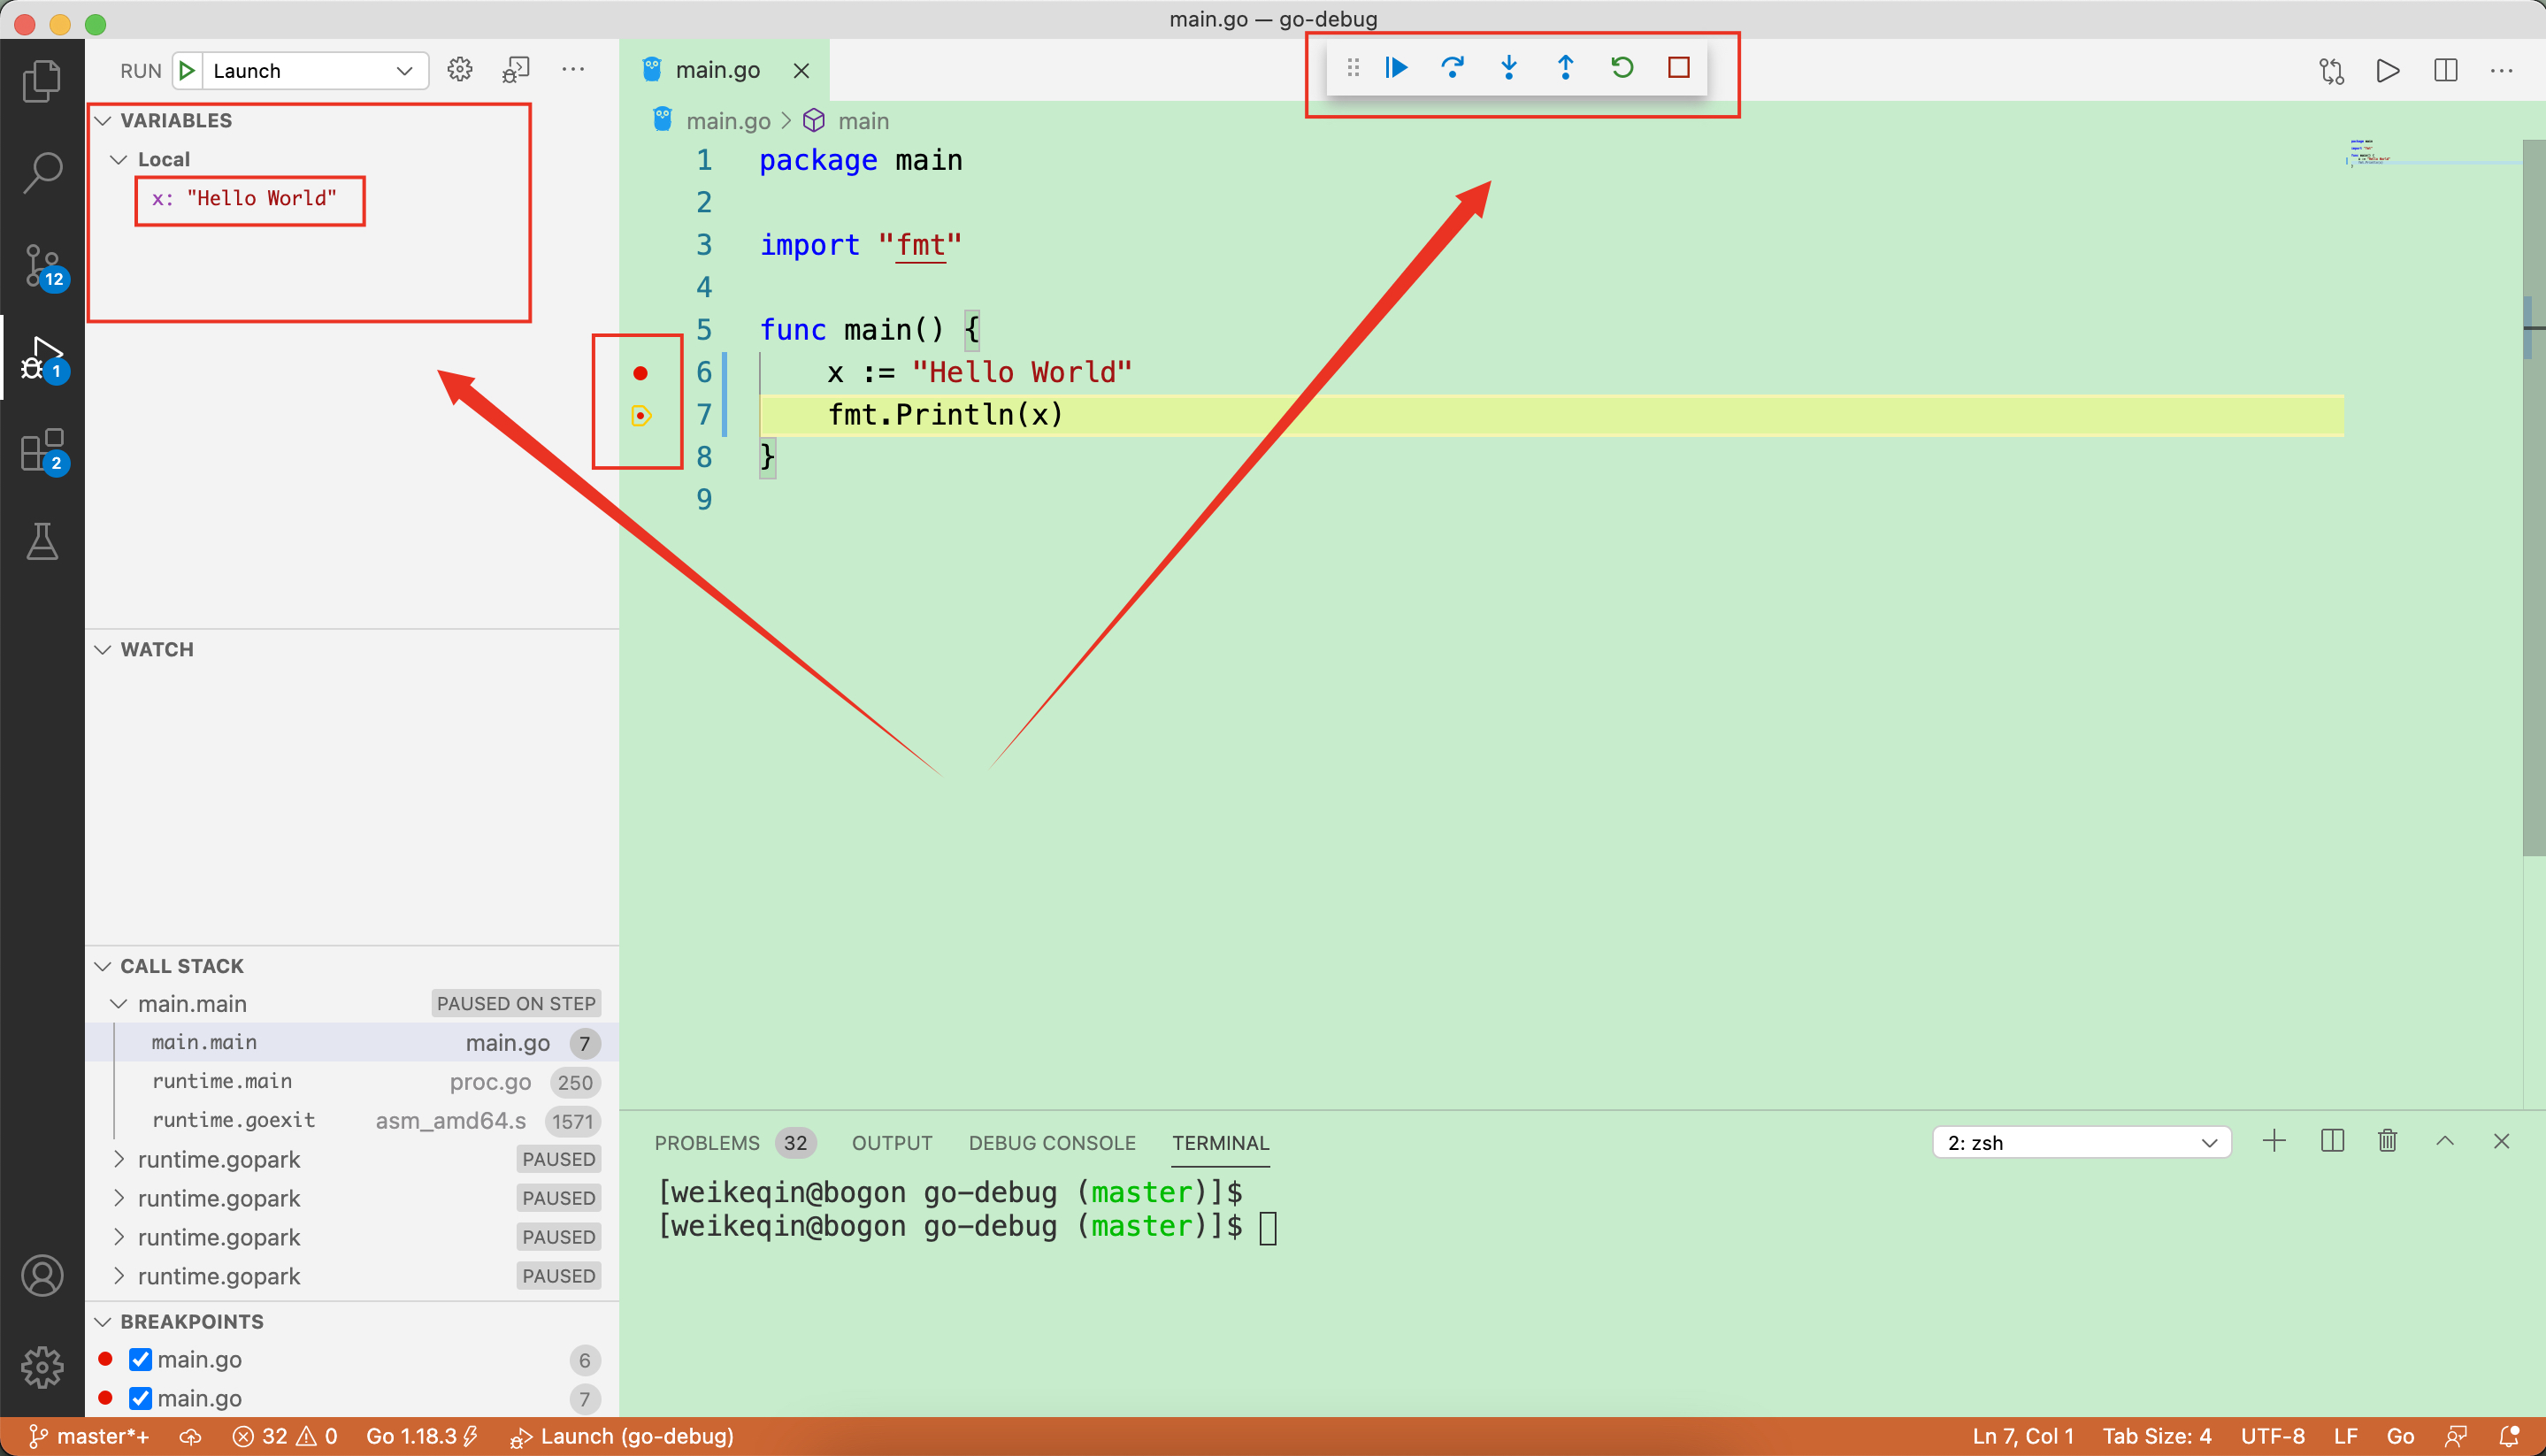 main.go — go-debug
RUN Launch
main.go
12
1
2
VARIABLES
Local
x: "Hello World"
WATCH
CALL STACK
main.main PAUSED ON STEP
main.main main.go 7
runtime.main proc.go 250
runtime.goexit asm_amd64.s 1571
runtime.gopark PAUSED
runtime.gopark PAUSED
runtime.gopark PAUSED
runtime.gopark PAUSED
BREAKPOINTS
main.go 6
main.go 7
main.go > main
1 package main
2
3 import "fmt"
4
5 func main() {
6 x := "Hello World"
7 fmt.Println(x)
8 }
9
PROBLEMS 32 OUTPUT DEBUG CONSOLE TERMINAL 2: zsh
[weikeqin@bogon go-debug (master)]$
[weikeqin@bogon go-debug (master)]$
master*+ 32 0 Go 1.18.3 Launch (go-debug) Ln 7, Col 1 Tab Size: 4 UTF-8 LF Go